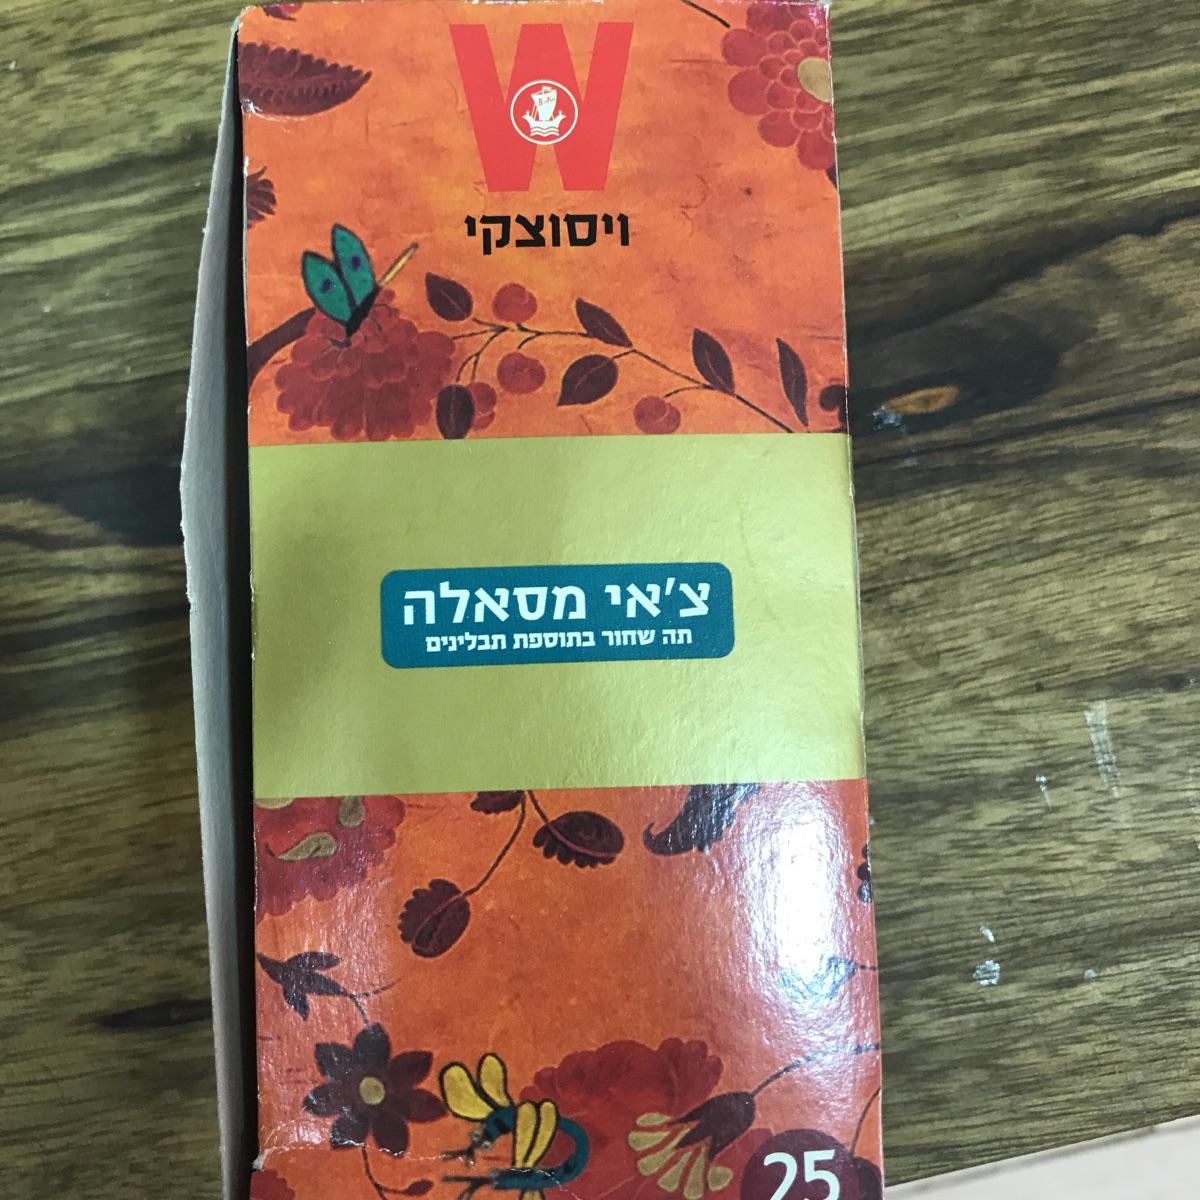 W
ויסוצקי
צ'אי מסאלה
תה שחור בתוספת תבלינים
25